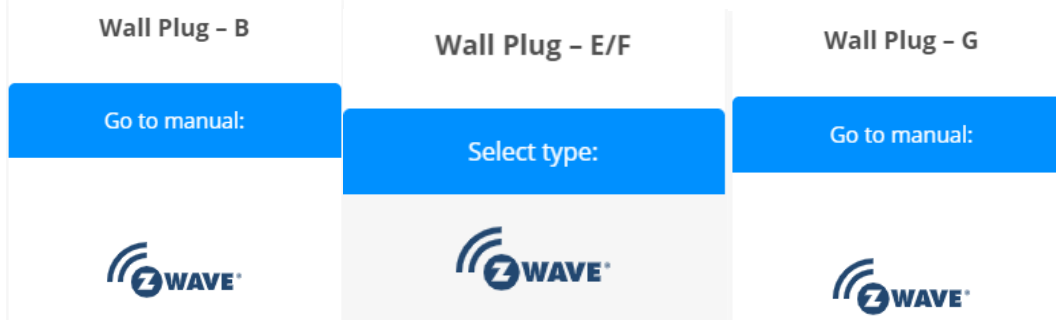 Wall Plug – B
Go to manual:
Z WAVE
Wall Plug – E/F
Select type:
Z WAVE
Wall Plug – G
Go to manual:
Z WAVE